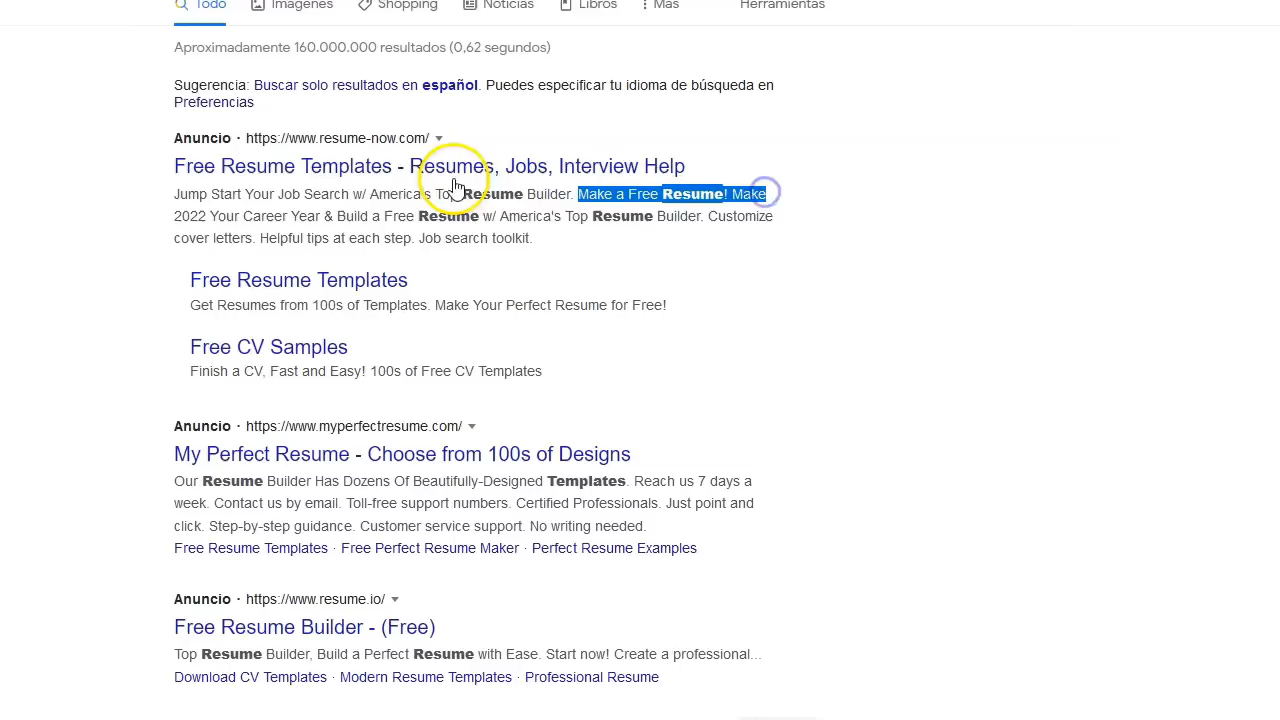 Todo Imágenes Shopping Noticias Libros Más Herramientas
Aproximadamente 160.000.000 resultados (0,62 segundos)
Sugerencia: Buscar solo resultados en español. Puedes especificar tu idioma de búsqueda en
Preferencias
Anuncio · https://www.resume-now.com/
Free Resume Templates - Resumes, Jobs, Interview Help
Jump Start Your Job Search w/ America's Top Resume Builder. Make a Free Resume! Make
2022 Your Career Year & Build a Free Resume w/ America's Top Resume Builder. Customize
cover letters. Helpful tips at each step. Job search toolkit.
Free Resume Templates
Get Resumes from 100s of Templates. Make Your Perfect Resume for Free!
Free CV Samples
Finish a CV, Fast and Easy! 100s of Free CV Templates
Anuncio · https://www.myperfectresume.com/
My Perfect Resume - Choose from 100s of Designs
Our Resume Builder Has Dozens Of Beautifully-Designed Templates. Reach us 7 days a
week. Contact us by email. Toll-free support numbers. Certified Professionals. Just point and
click. Step-by-step guidance. Customer service support. No writing needed.
Free Resume Templates · Free Perfect Resume Maker · Perfect Resume Examples
Anuncio · https://www.resume.io/
Free Resume Builder - (Free)
Top Resume Builder, Build a Perfect Resume with Ease. Start now! Create a professional...
Download CV Templates · Modern Resume Templates · Professional Resume